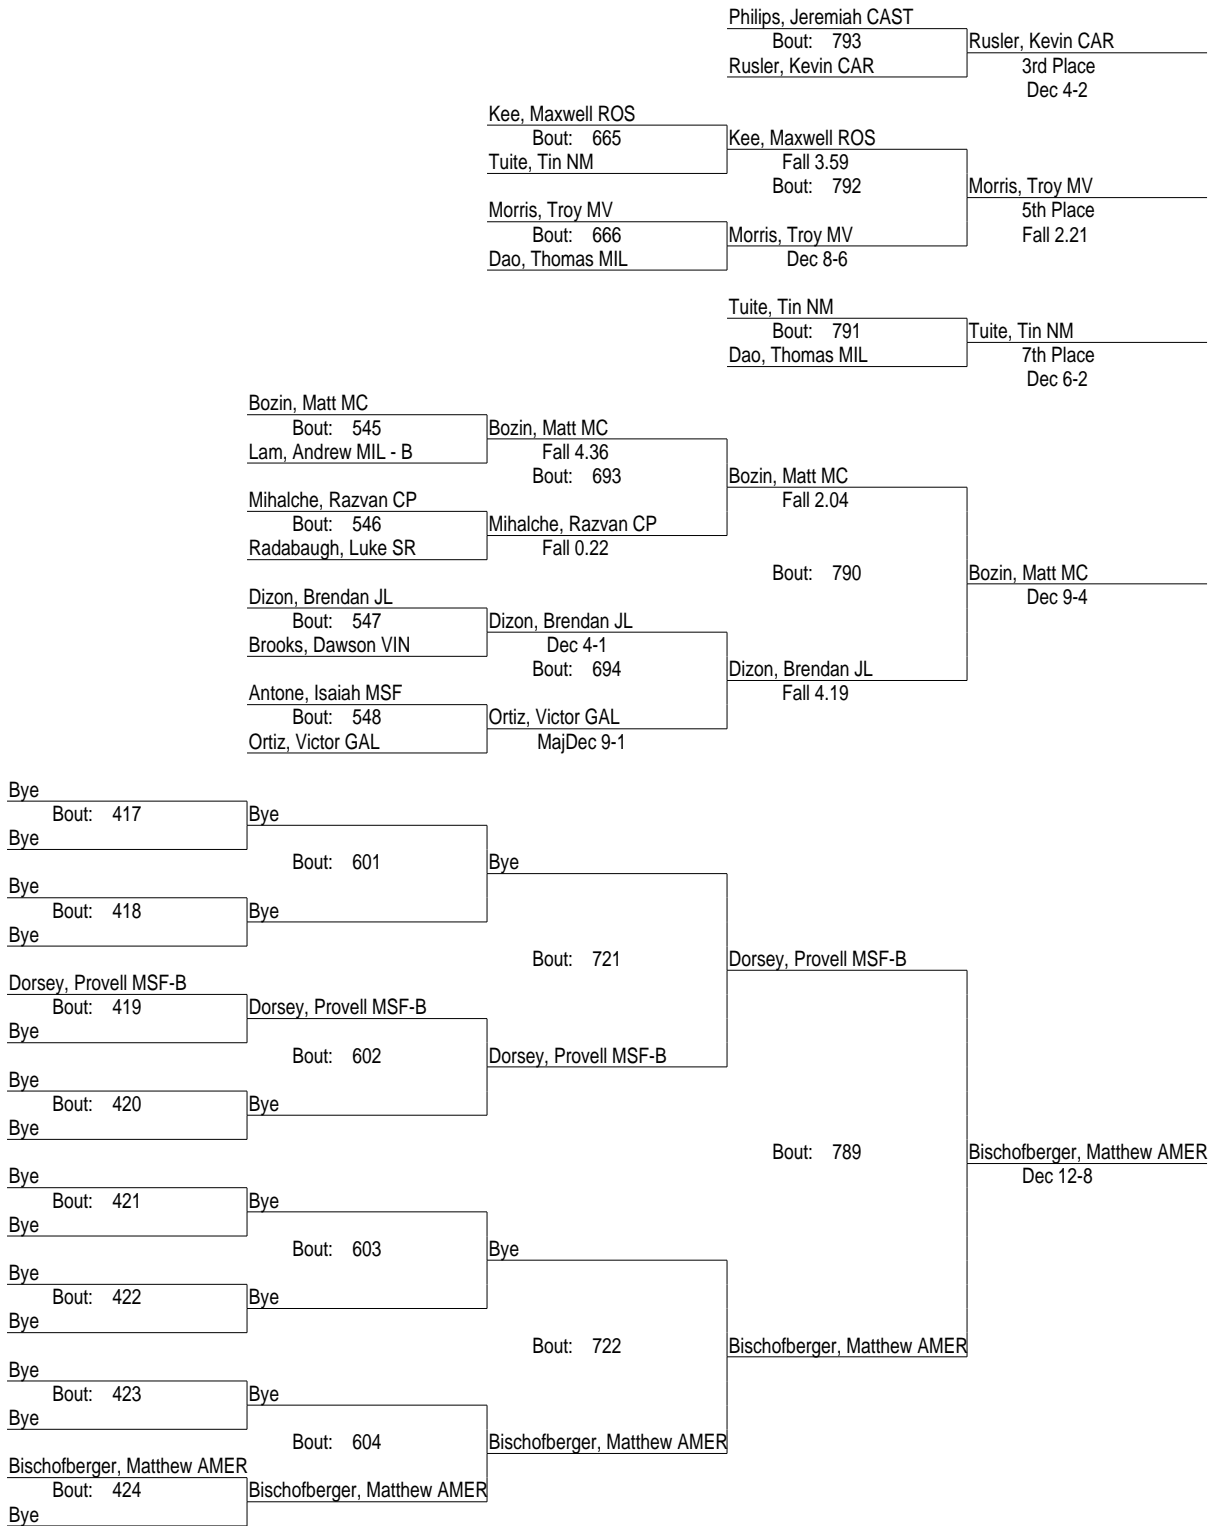 Philips, Jeremiah CAST
Bout: 793
Rusler, Kevin CAR
Rusler, Kevin CAR
3rd Place
Dec 4-2
Kee, Maxwell ROS
Bout: 665
Tuite, Tin NM
Kee, Maxwell ROS
Fall 3.59
Bout: 792
Morris, Troy MV
5th Place
Fall 2.21
Morris, Troy MV
Bout: 666
Dao, Thomas MIL
Morris, Troy MV
Dec 8-6
Tuite, Tin NM
Bout: 791
Dao, Thomas MIL
Tuite, Tin NM
7th Place
Dec 6-2
Bozin, Matt MC
Bout: 545
Lam, Andrew MIL - B
Bozin, Matt MC
Fall 4.36
Bout: 693
Bozin, Matt MC
Fall 2.04
Mihalche, Razvan CP
Bout: 546
Radabaugh, Luke SR
Mihalche, Razvan CP
Fall 0.22
Bout: 790
Bozin, Matt MC
Dec 9-4
Dizon, Brendan JL
Bout: 547
Brooks, Dawson VIN
Dizon, Brendan JL
Dec 4-1
Bout: 694
Dizon, Brendan JL
Fall 4.19
Antone, Isaiah MSF
Bout: 548
Ortiz, Victor GAL
Ortiz, Victor GAL
MajDec 9-1
Bye
Bout: 417
Bye
Bye
Bout: 601
Bye
Bye
Bout: 418
Bye
Bye
Bout: 721
Dorsey, Provell MSF-B
Dorsey, Provell MSF-B
Bout: 419
Bye
Dorsey, Provell MSF-B
Bout: 602
Dorsey, Provell MSF-B
Bye
Bout: 420
Bye
Bye
Bout: 789
Bischofberger, Matthew AMER
Dec 12-8
Bye
Bout: 421
Bye
Bye
Bout: 603
Bye
Bye
Bout: 422
Bye
Bye
Bout: 722
Bischofberger, Matthew AMER
Bye
Bout: 423
Bye
Bye
Bout: 604
Bischofberger, Matthew AMER
Bischofberger, Matthew AMER
Bout: 424
Bye
Bischofberger, Matthew AMER